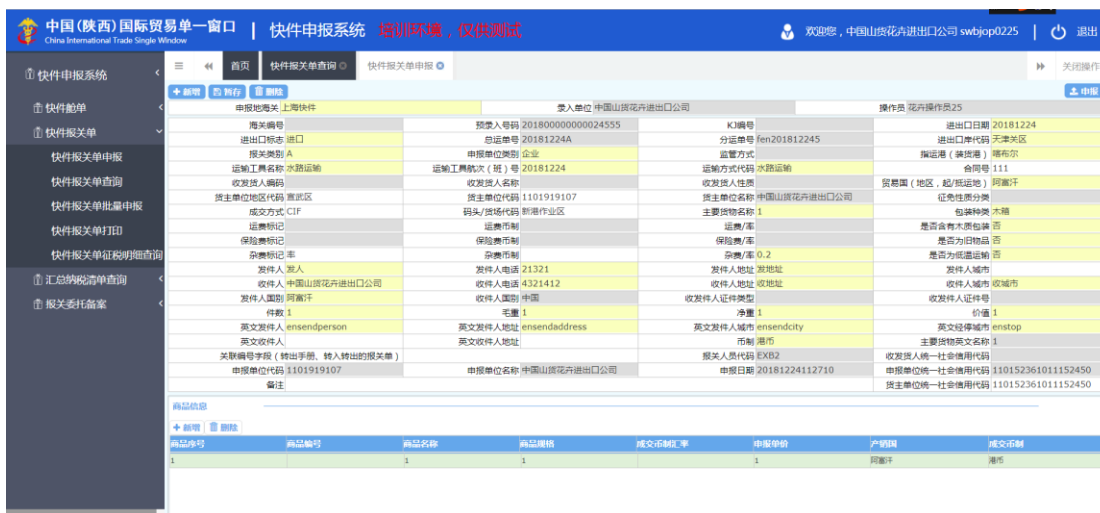 中国(陕西)国际贸易单一窗口 | 快件申报系统 培训环境，仅供测试 欢迎您，中国山货花卉进出口公司 swbjop0225 | 退出
China International Trade Single Window
快件申报系统 首页 快件报关单查询 快件报关单申报 关闭操作
快件舱单
快件报关单
快件报关单申报
快件报关单查询
快件报关单批量申报
快件报关单打印
快件报关单征税明细查询
汇总纳税清单查询
报关委托备案
新增 暂存 删除 申报
申报地海关 上海快件 录入单位 中国山货花卉进出口公司 操作员 花卉操作员25
海关编号 预录入号码 201800000000024555 KJ编号 进出口日期 20181224
进出口标志 进口 总运单号 20181224A 分运单号 fen201812245 进出口岸代码 天津关区
报关类别 A 申报单位类别 企业 监管方式 指运港（装货港） 喀布尔
运输工具名称 水路运输 运输工具航次（班）号 20181224 运输方式代码 水路运输 合同号 111
收发货人编码 收发货人名称 收发货人性质 贸易国（地区，起/抵运地） 阿富汗
货主单位地区代码 宣武区 货主单位代码 1101919107 货主单位名称 中国山货花卉进出口公司 征免性质分类
成交方式 CIF 码头/货场代码 新港作业区 主要货物名称 1 包装种类 木箱
运费标记 运费币制 运费/率 是否含有木质包装 否
保险费标记 保险费币制 保险费/率 是否为旧物品 否
杂费标记 率 杂费币制 杂费/率 0.2 是否为低温运输 否
发件人 发人 发件人电话 21321 发件人地址 发地址 发件人城市
收件人 中国山货花卉进出口公司 收件人电话 4321412 收件人地址 收地址 收件人城市 收城市
发件人国别 阿富汗 收件人国别 中国 收发件人证件类型 收发件人证件号
件数 1 毛重 1 净重 1 价值 1
英文发件人 ensendperson 英文发件人地址 ensendaddress 英文发件人城市 ensendcity 英文经停城市 enstop
英文收件人 英文收件人地址 币制 港币 主要货物英文名称 1
关联编号字段（转出手册、转入转出的报关单） 报关人员代码 EXB2 收发货人统一社会信用代码
申报单位代码 1101919107 申报单位名称 中国山货花卉进出口公司 申报日期 20181224112710 申报单位统一社会信用代码 110152361011152450
备注 货主单位统一社会信用代码 110152361011152450
商品信息
新增 删除
商品序号 商品编号 商品名称 商品规格 成交币制汇率 申报单价 产销国 成交币制
1 1 1 1 阿富汗 港币